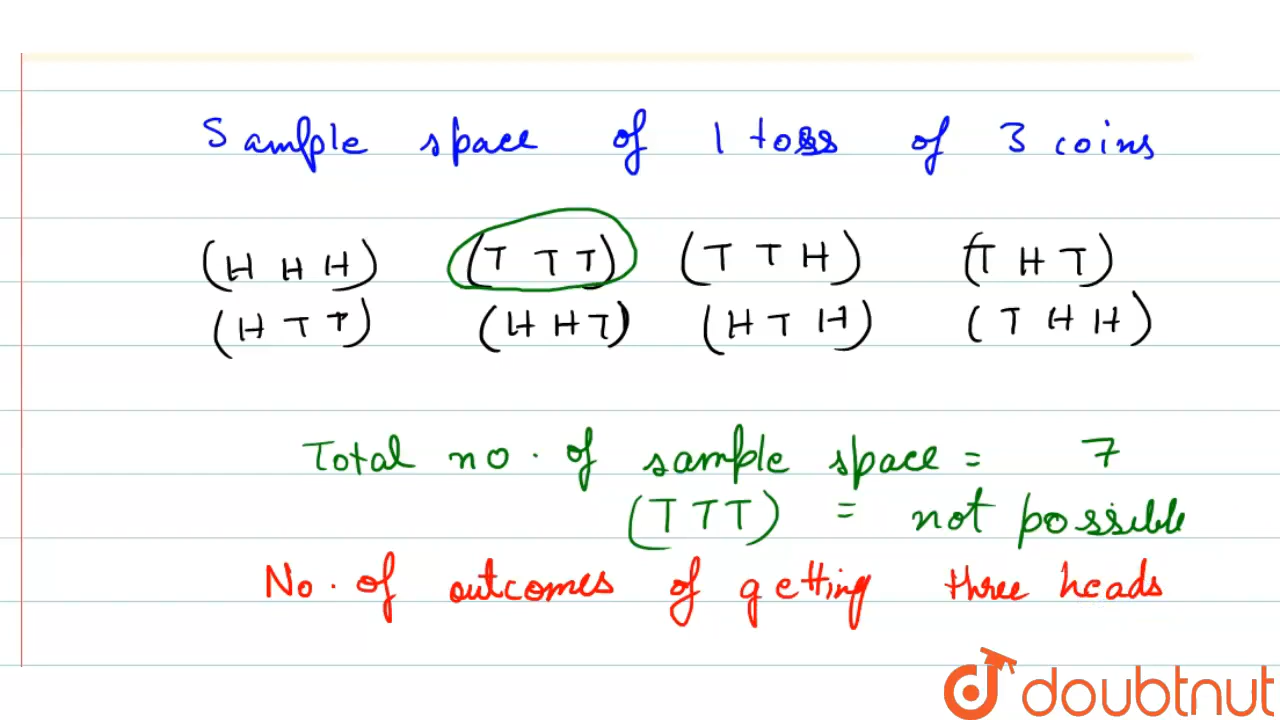 Sample space of 1 toss of 3 coins
(H H H) (T T T) (T T H) (T H T)
(H T T) (H H T) (H T H) (T H H)
Total no. of sample space = 7
(T T T) = not possible
No. of outcomes of getting three heads
doubtnut